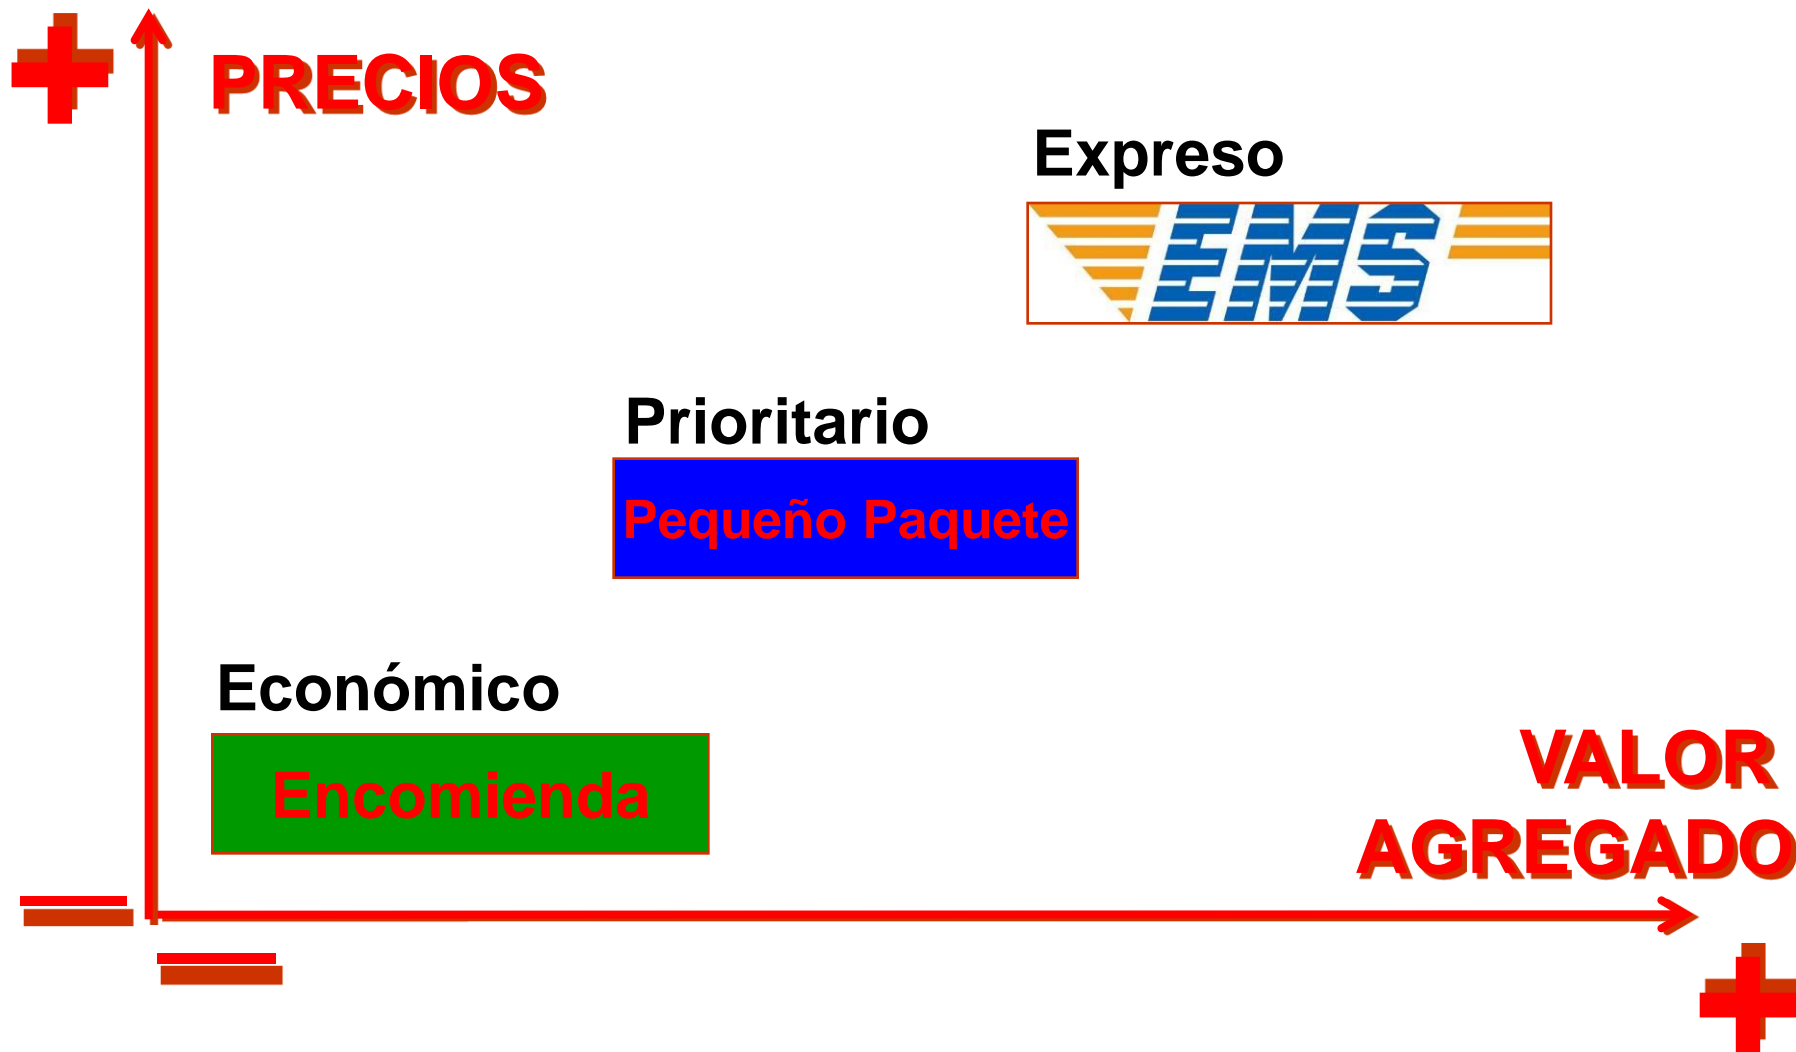 PRECIOS
Expreso
EMS
Prioritario
Pequeño Paquete
Económico
Encomienda
VALOR
AGREGADO